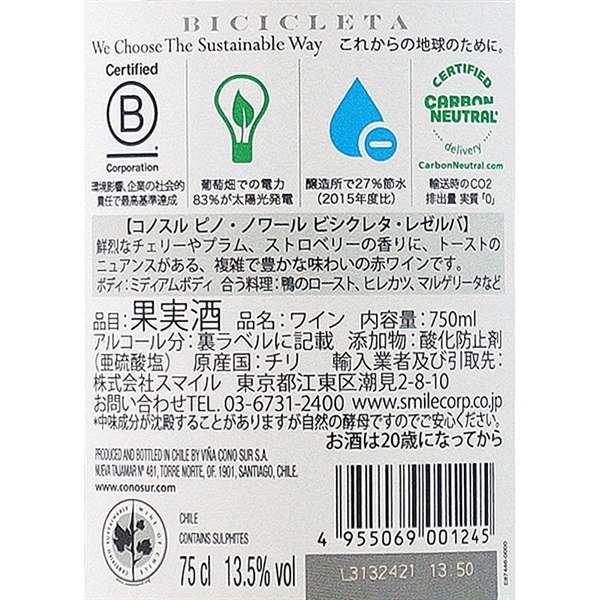 BICICLETA
We Choose The Sustainable Way これからの地球のために。
Certified
B
Corporation
環境影響、企業の社会的
責任で最高基準達成
葡萄畑での電力
83%が太陽光発電
醸造所で27%節水
(2015年度比)
CERTIFIED
CARBON
NEUTRAL®
delivery
CarbonNeutral.com
輸送時のCO2
排出量 実質「0」
【コノスル ピノ・ノワール ビシクレタ・レゼルバ】
鮮烈なチェリーやプラム、ストロベリーの香りに、トーストの
ニュアンスがある、複雑で豊かな味わいの赤ワインです。
ボディ:ミディアムボディ 合う料理:鴨のロースト、ヒレカツ、マルゲリータなど
品目:果実酒 品名:ワイン 内容量:750ml
アルコール分:裏ラベルに記載 添加物:酸化防止剤
(亜硫酸塩) 原産国:チリ 輸入業者及び引取先:
株式会社スマイル 東京都江東区潮見2-8-10
お問い合わせTEL. 03-6731-2400 www.smilecorp.co.jp
*中味成分が沈殿することがありますが自然の酵母ですのでご安心ください。
お酒は20歳になってから
PRODUCED AND BOTTLED IN CHILE BY VIÑA CONO SUR S.A.
NUEVA TAJAMAR Nº 481, TORRE NORTE, OF. 1901, SANTIAGO, CHILE.
www.conosur.com
CERTIFIED SUSTAINABLE WINE OF CHILE
CHILE
CONTAINS SULPHITES
75 cl 13.5% vol
4 955069 001245
L3132421 13:50
E87446-0000